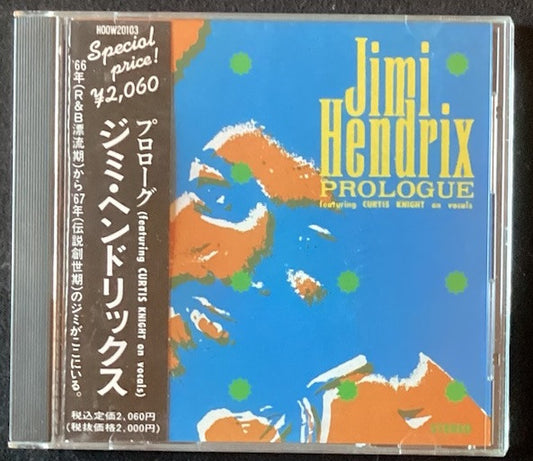 H00W20103
Special
price!
¥2,060
プロローグ(featuring CURTIS KNIGHT on vocals)
ジミ・ヘンドリックス
'66年(R&B漂流期)から'67年(伝説創世期)のジミがここにいる。
税込定価2,060円
(税抜価格2,000円)
Jimi
Hendrix
PROLOGUE
featuring CURTIS KNIGHT on vocals